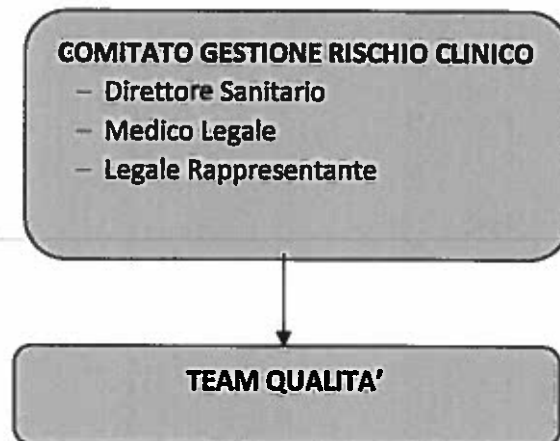 COMITATO GESTIONE RISCHIO CLINICO
– Direttore Sanitario
– Medico Legale
– Legale Rappresentante
TEAM QUALITA'